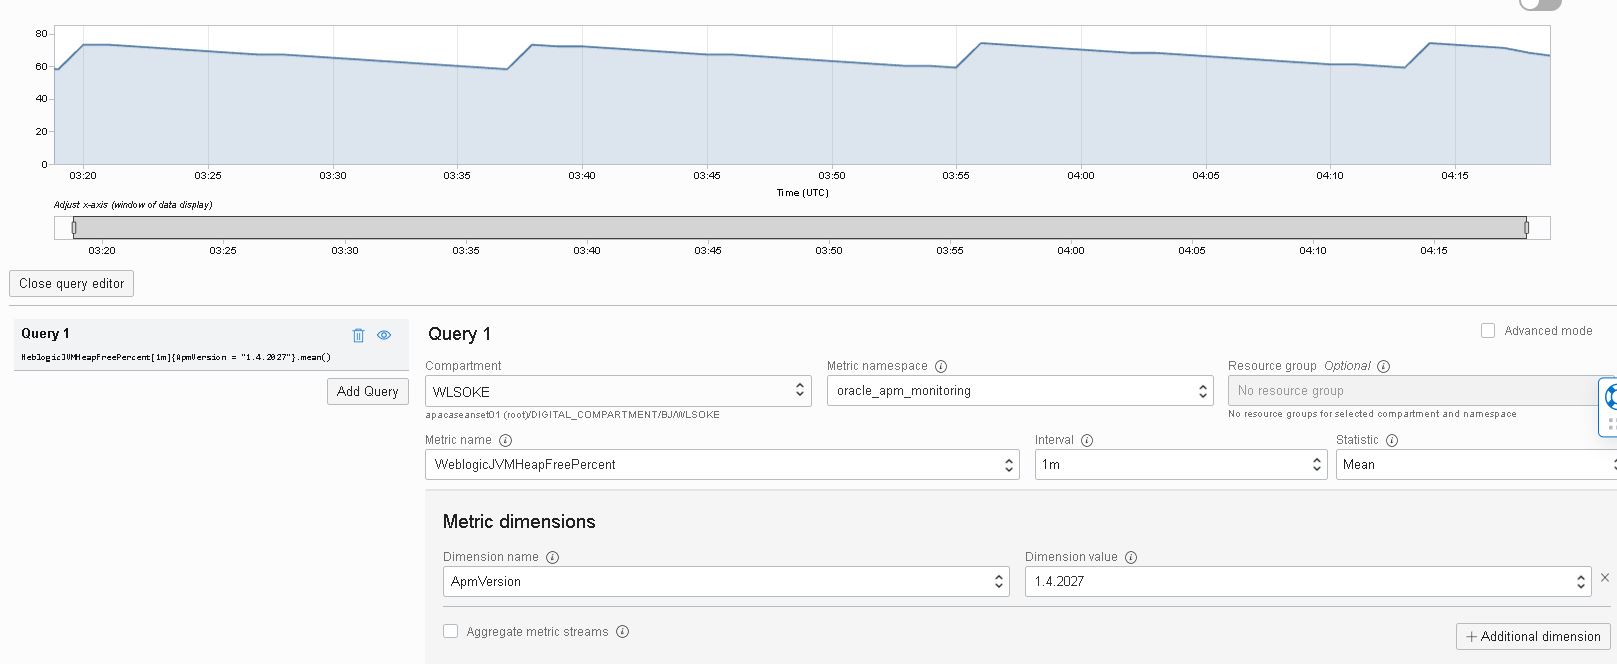 80
60
40
20
0
03:20 03:25 03:30 03:35 03:40 03:45 03:50 03:55 04:00 04:05 04:10 04:15
Time (UTC)
Adjust x-axis (window of data display)
03:20 03:25 03:30 03:35 03:40 03:45 03:50 03:55 04:00 04:05 04:10 04:15
Close query editor
Query 1
WeblogicJVMHeapFreePercent[1m]{ApmVersion = "1.4.2027"}.mean()
Add Query
Query 1
Advanced mode
Compartment
WLSOKE
apacaseanset01 (root)/DIGITAL_COMPARTMENT/BJ/WLSOKE
Metric namespace
oracle_apm_monitoring
Resource group Optional
No resource group
No resource groups for selected compartment and namespace
Metric name
WeblogicJVMHeapFreePercent
Interval
1m
Statistic
Mean
Metric dimensions
Dimension name
ApmVersion
Dimension value
1.4.2027
Aggregate metric streams
+ Additional dimension